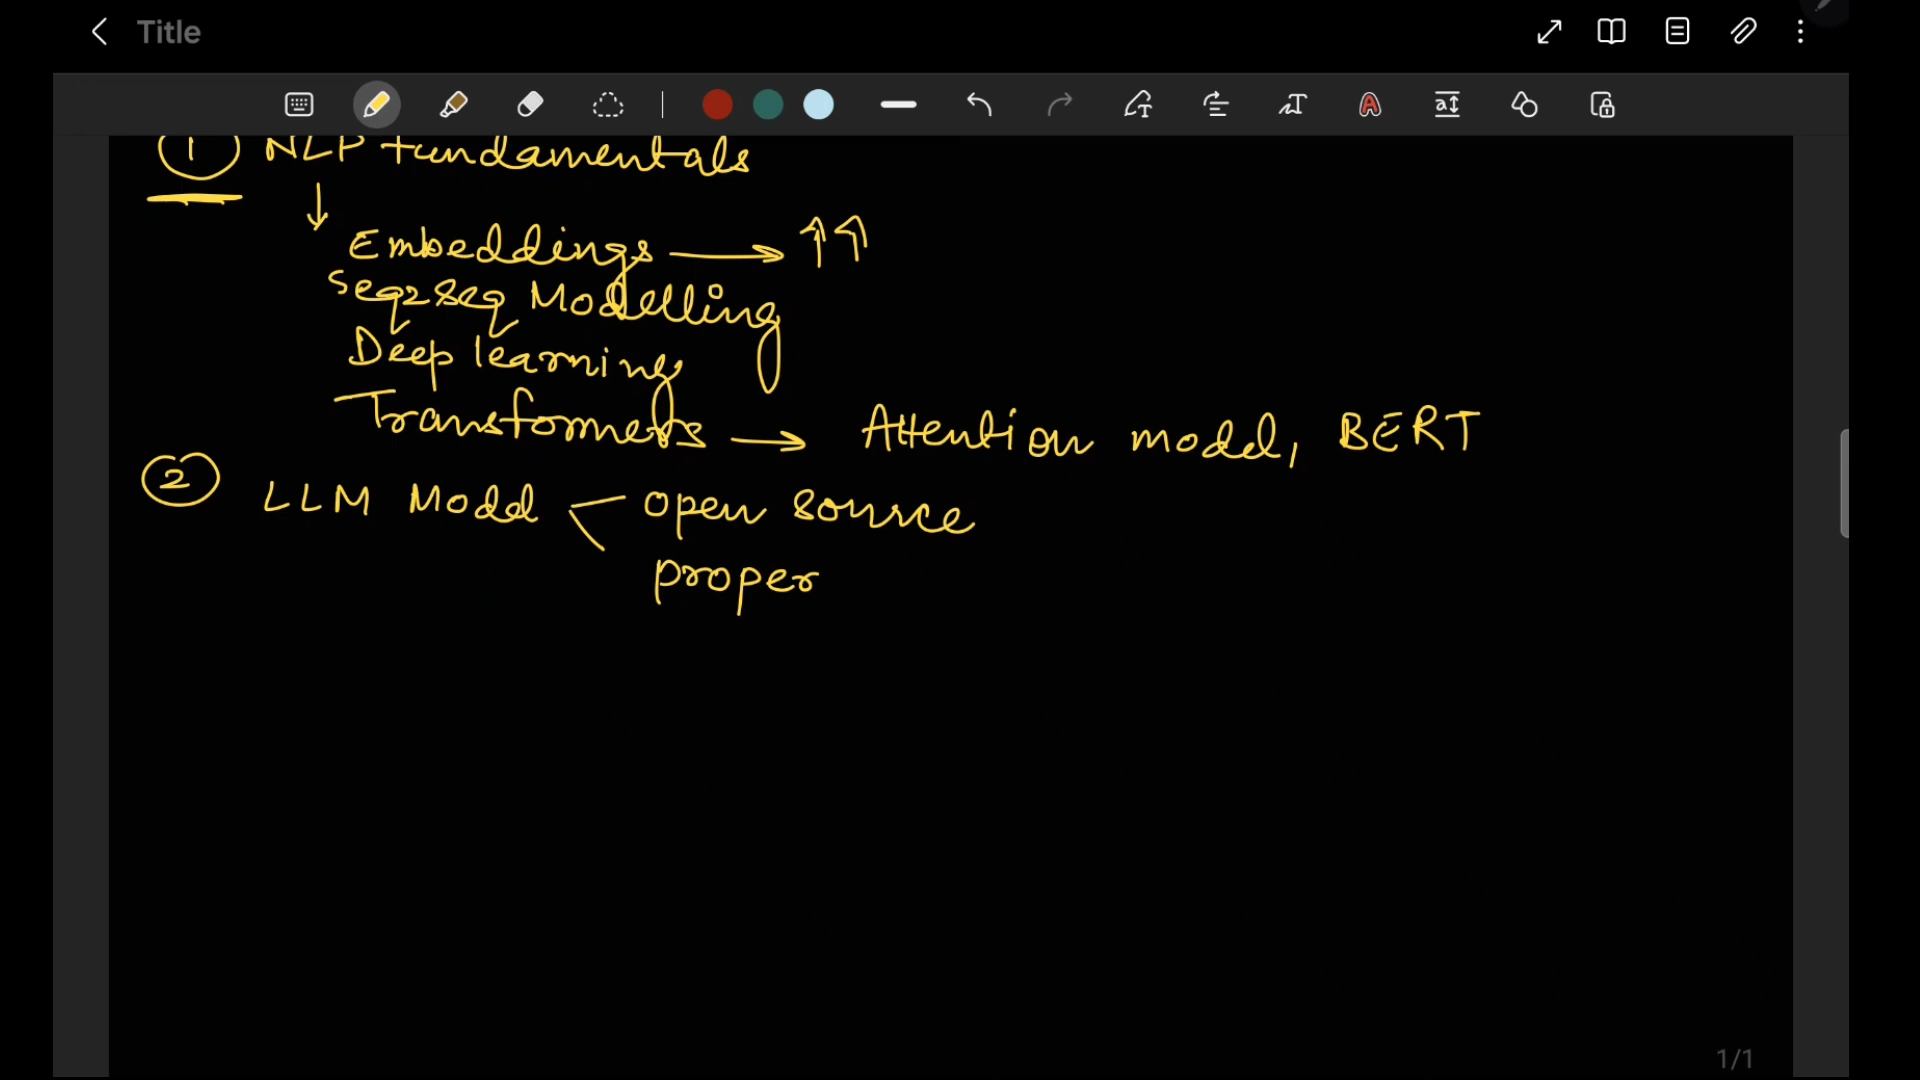 Title
1 NLP fundamentals
Embeddings
Seq2Seq Modelling
Deep learning
Transformers → Attention model, BERT
2 LLM Model open source
proper
1/1